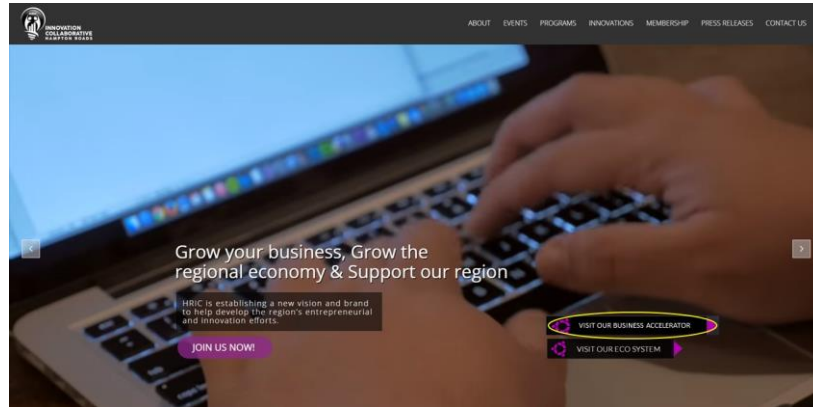 INNOVATION
COLLABORATIVE
HAMPTON ROADS
ABOUT EVENTS PROGRAMS INNOVATIONS MEMBERSHIP PRESS RELEASES CONTACT US
Grow your business, Grow the
regional economy & Support our region
HRIC is establishing a new vision and brand
to help develop the region's entrepreneurial
and innovation efforts.
JOIN US NOW!
VISIT OUR BUSINESS ACCELERATOR
VISIT OUR ECO SYSTEM